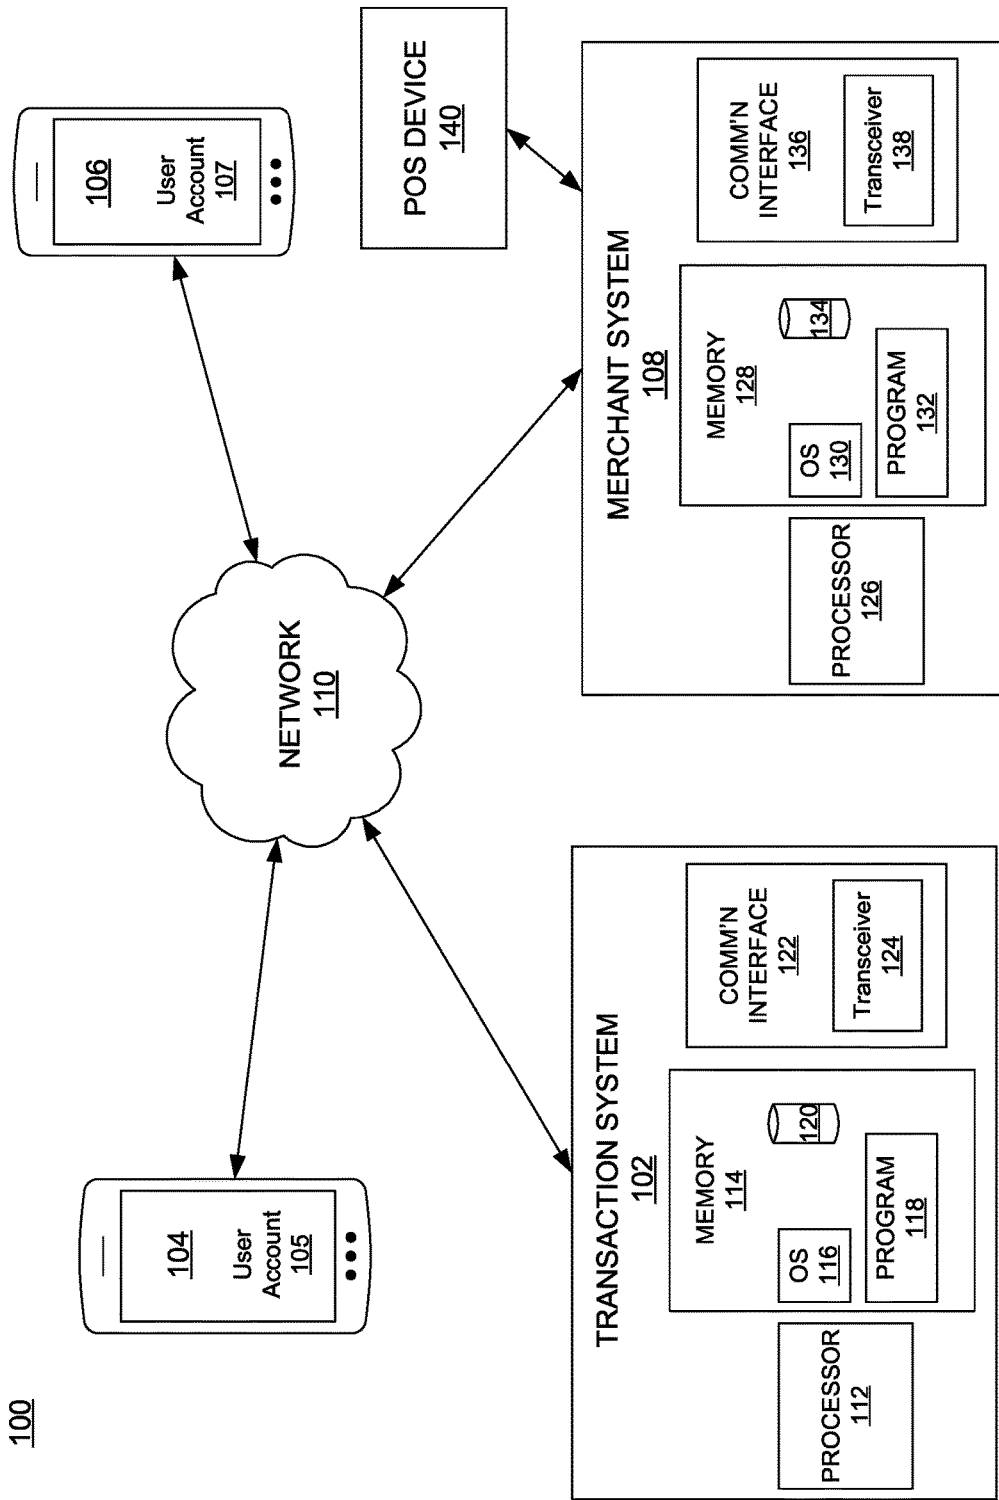 100
104
User
Account
105
106
User
Account
107
NETWORK
110
POS DEVICE
140
TRANSACTION SYSTEM
102
PROCESSOR
112
MEMORY
114
OS
116
PROGRAM
118
120
COMM'N
INTERFACE
122
Transceiver
124
MERCHANT SYSTEM
108
PROCESSOR
126
MEMORY
128
OS
130
PROGRAM
132
134
COMM'N
INTERFACE
136
Transceiver
138